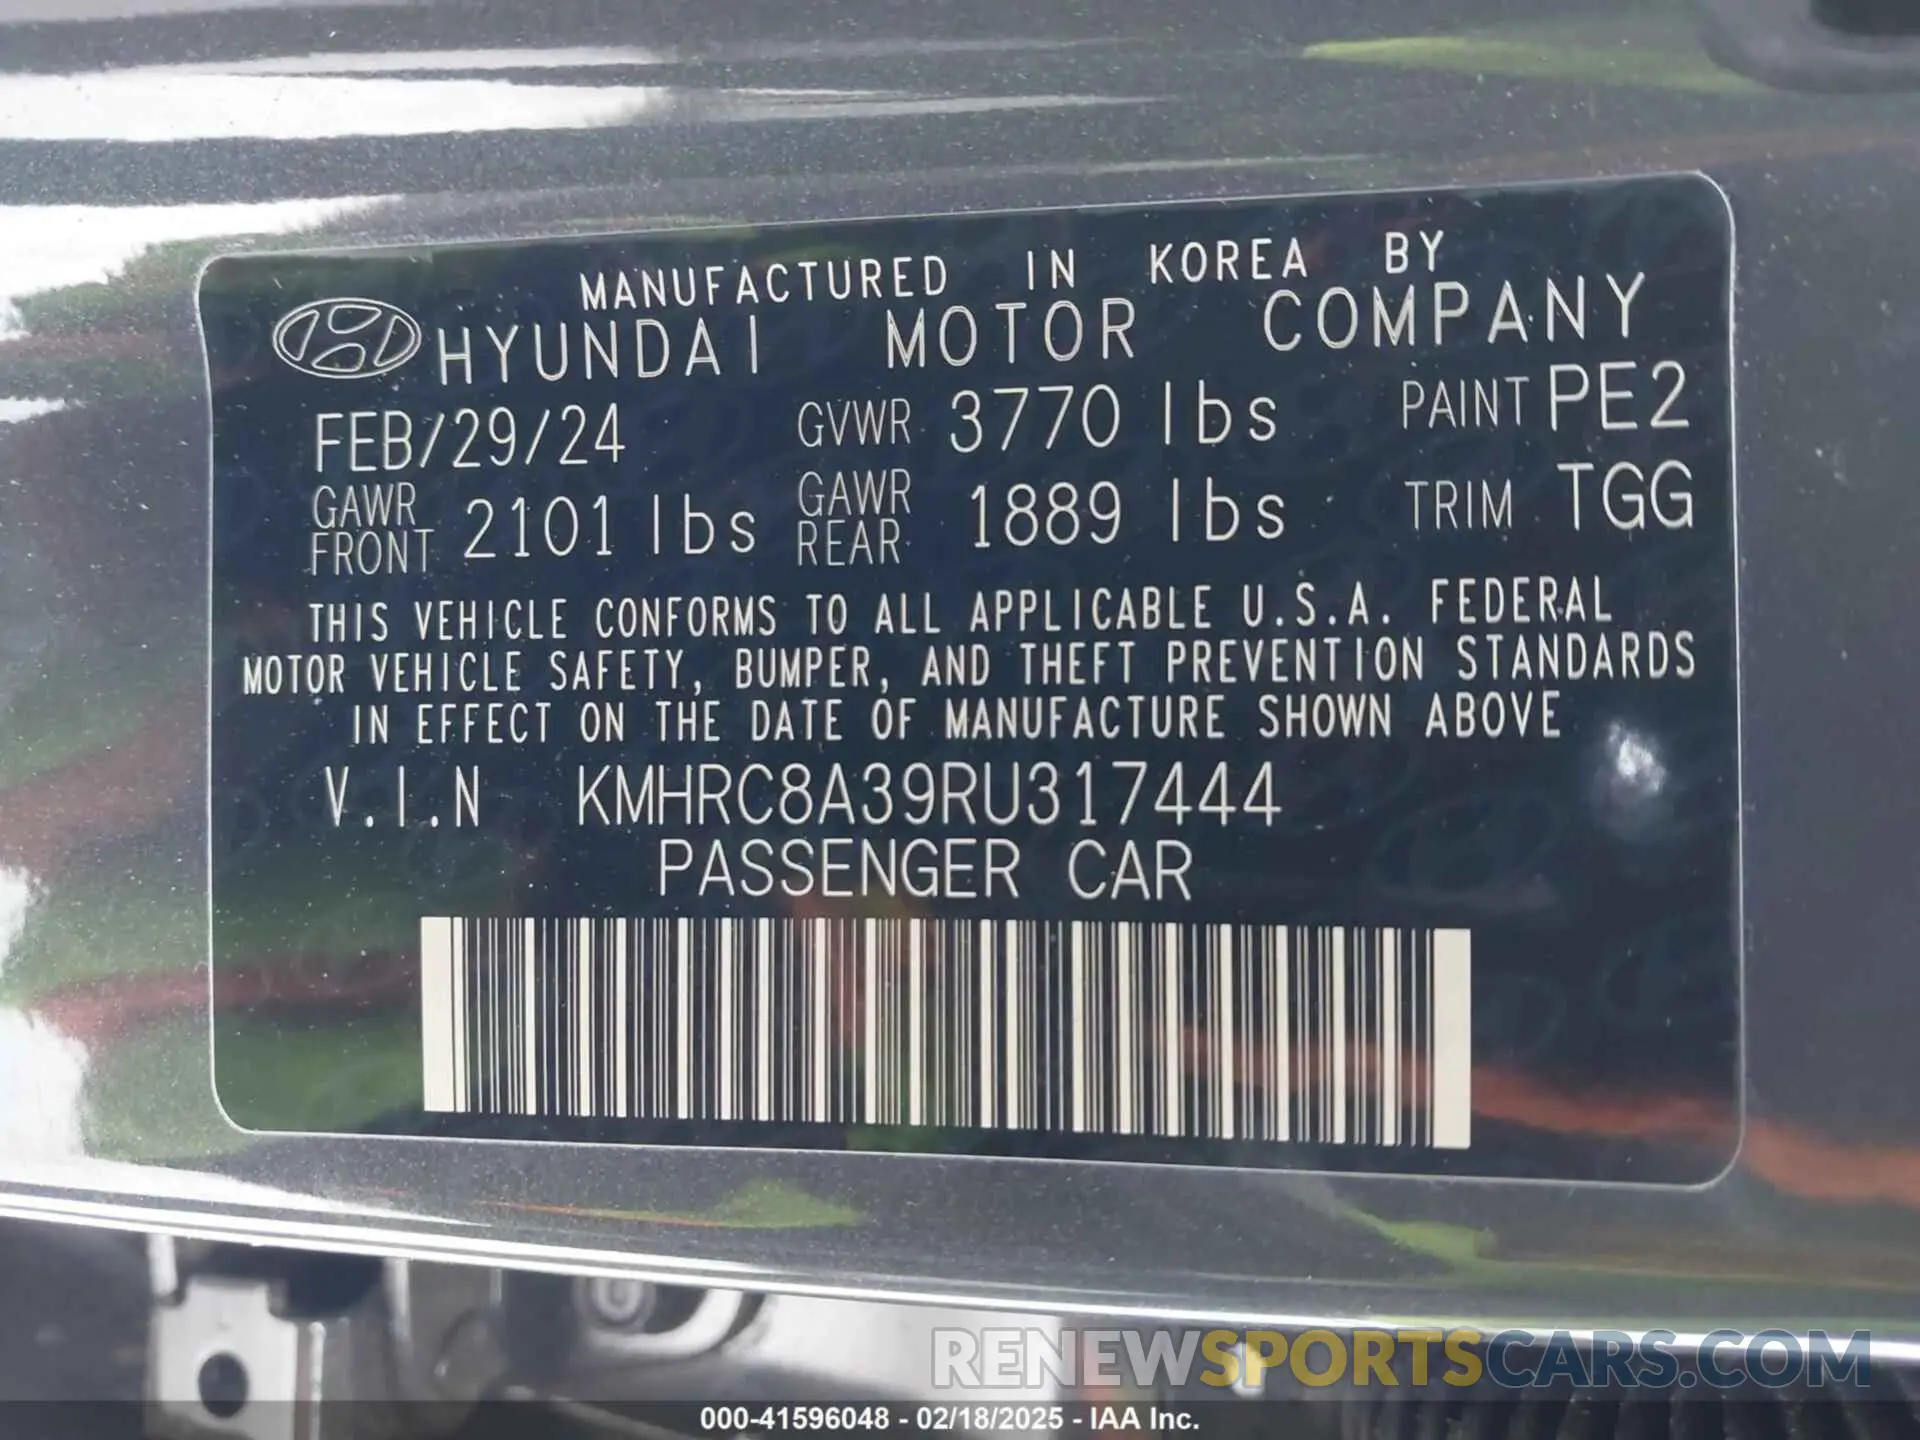 MANUFACTURED IN KOREA BY
HYUNDAI MOTOR COMPANY
FEB/29/24 GVWR 3770 lbs PAINT PE2
GAWR FRONT 2101 lbs GAWR REAR 1889 lbs TRIM TGG
THIS VEHICLE CONFORMS TO ALL APPLICABLE U.S.A. FEDERAL
MOTOR VEHICLE SAFETY, BUMPER, AND THEFT PREVENTION STANDARDS
IN EFFECT ON THE DATE OF MANUFACTURE SHOWN ABOVE
V.I.N KMHRC8A39RU317444
PASSENGER CAR
RENEWSPORTSCARS.COM
000-41596048 - 02/18/2025 - IAA Inc.